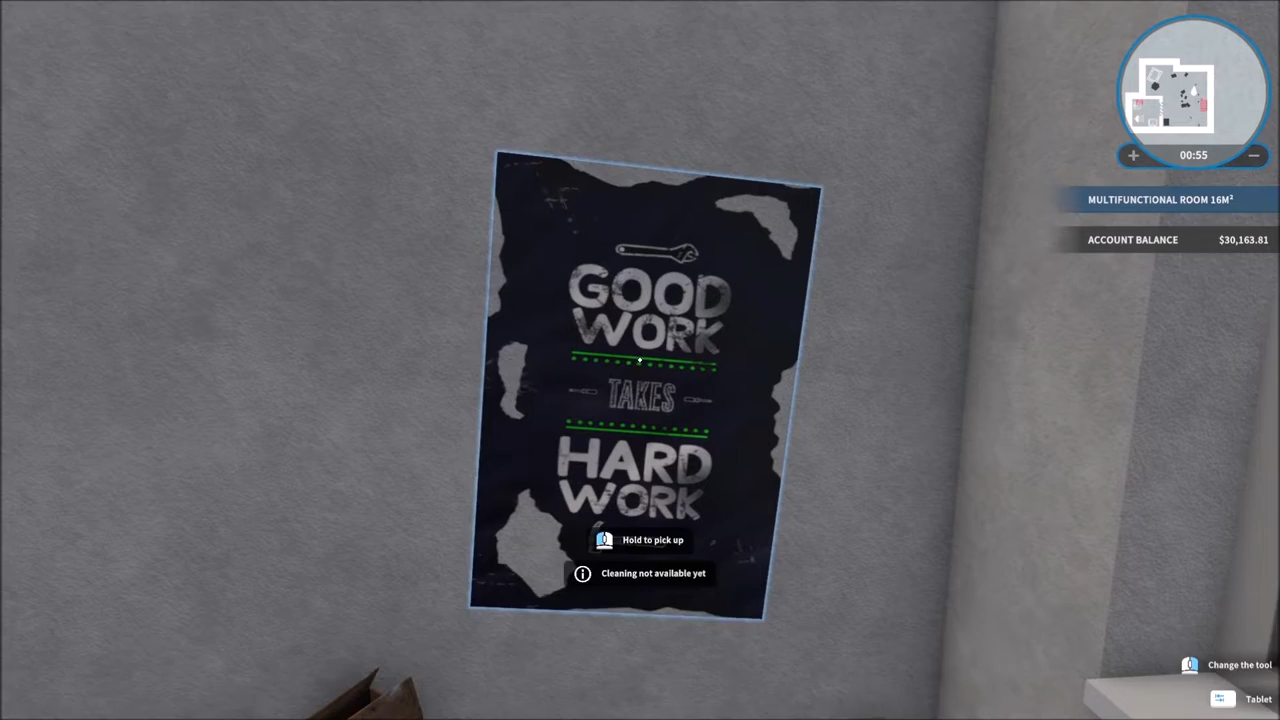 00:55
MULTIFUNCTIONAL ROOM 16M²
ACCOUNT BALANCE $30,163.81
GOOD
WORK
TAKES
HARD
WORK
Hold to pick up
Cleaning not available yet
Change the tool
Tablet